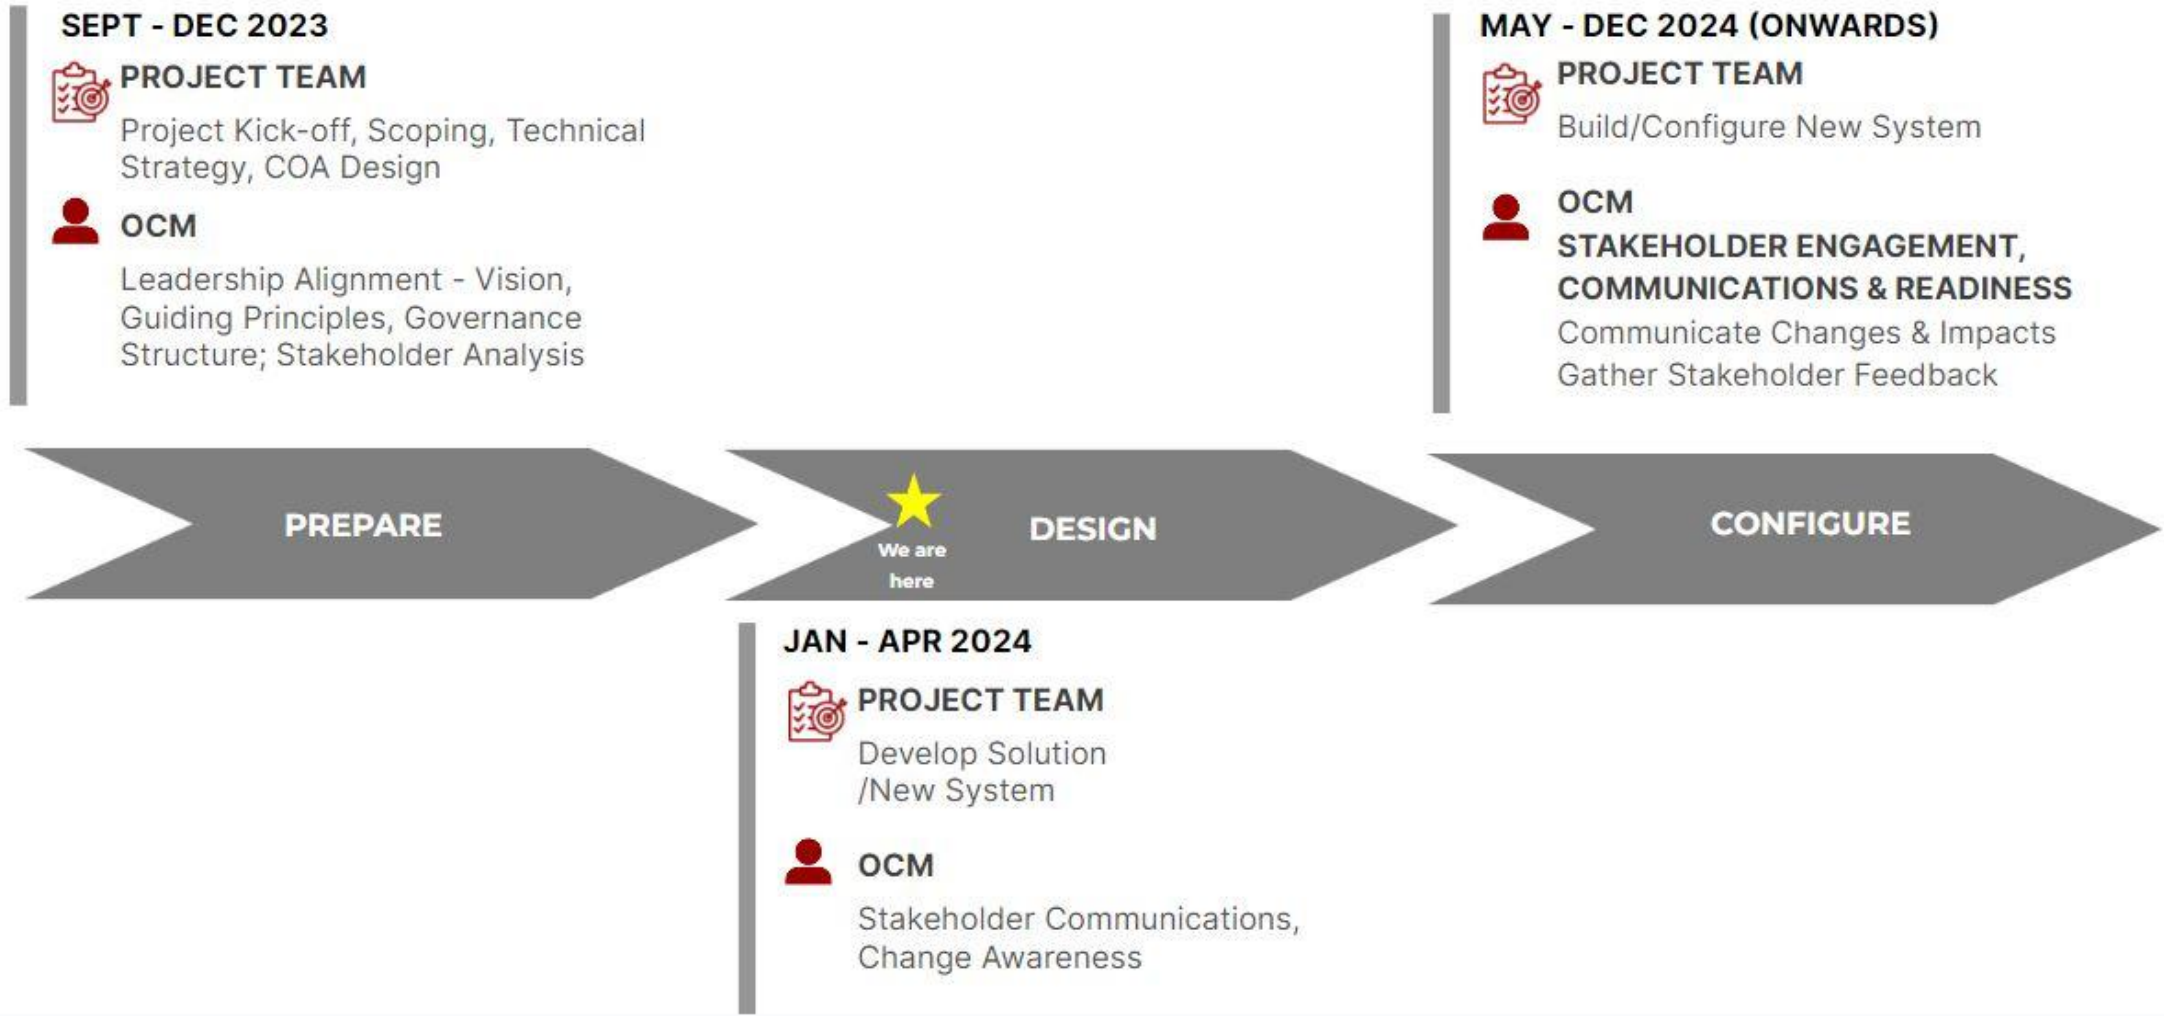 SEPT - DEC 2023
PROJECT TEAM
Project Kick-off, Scoping, Technical
Strategy, COA Design
OCM
Leadership Alignment - Vision,
Guiding Principles, Governance
Structure; Stakeholder Analysis
MAY - DEC 2024 (ONWARDS)
PROJECT TEAM
Build/Configure New System
OCM
STAKEHOLDER ENGAGEMENT,
COMMUNICATIONS & READINESS
Communicate Changes & Impacts
Gather Stakeholder Feedback
PREPARE
We are
here
DESIGN
CONFIGURE
JAN - APR 2024
PROJECT TEAM
Develop Solution
/New System
OCM
Stakeholder Communications,
Change Awareness